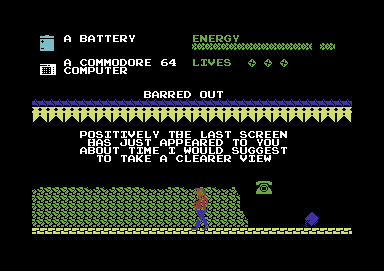 A BATTERY
ENERGY
A COMMODORE 64
COMPUTER
LIVES
BARRED OUT
POSITIVELY THE LAST SCREEN
HAS JUST APPEARED TO YOU
ABOUT TIME I WOULD SUGGEST
TO TAKE A CLEARER VIEW